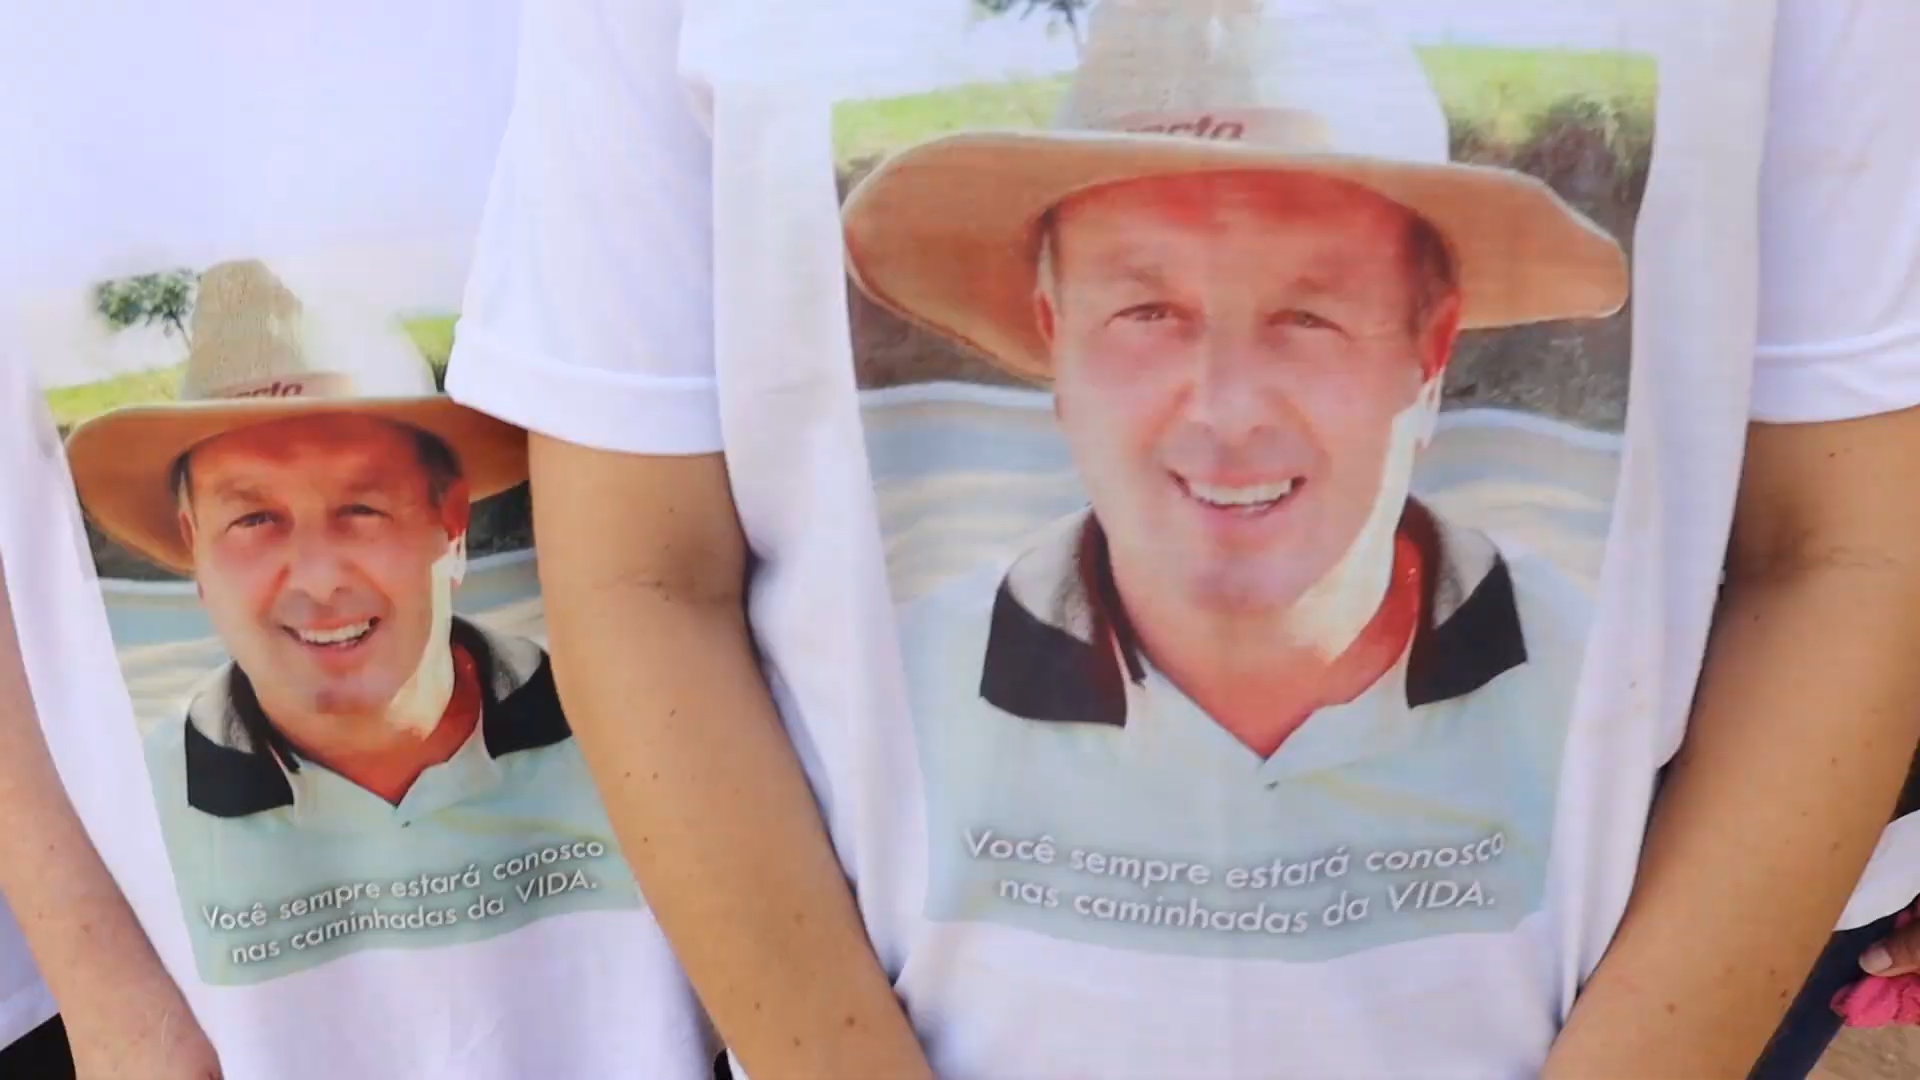 Você sempre estará conosco
nas caminhadas da VIDA.
Você sempre estará conosco
nas caminhadas da VIDA.